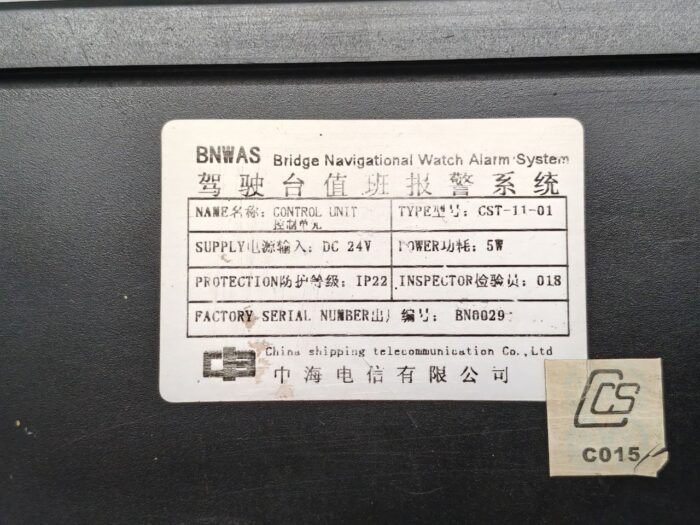 BNWAS Bridge Navigational Watch Alarm System
驾驶台值班报警系统
NAME名称: CONTROL UNIT 控制单元
TYPE型号: CST-11-01
SUPPLY电源输入: DC 24V
POWER功耗: 5W
PROTECTION防护等级: IP22
INSPECTOR检验员: 018
FACTORY SERIAL NUMBER出厂编号: BN0029
China shipping telecommunication Co.,Ltd
中海电信有限公司
CCS
C015